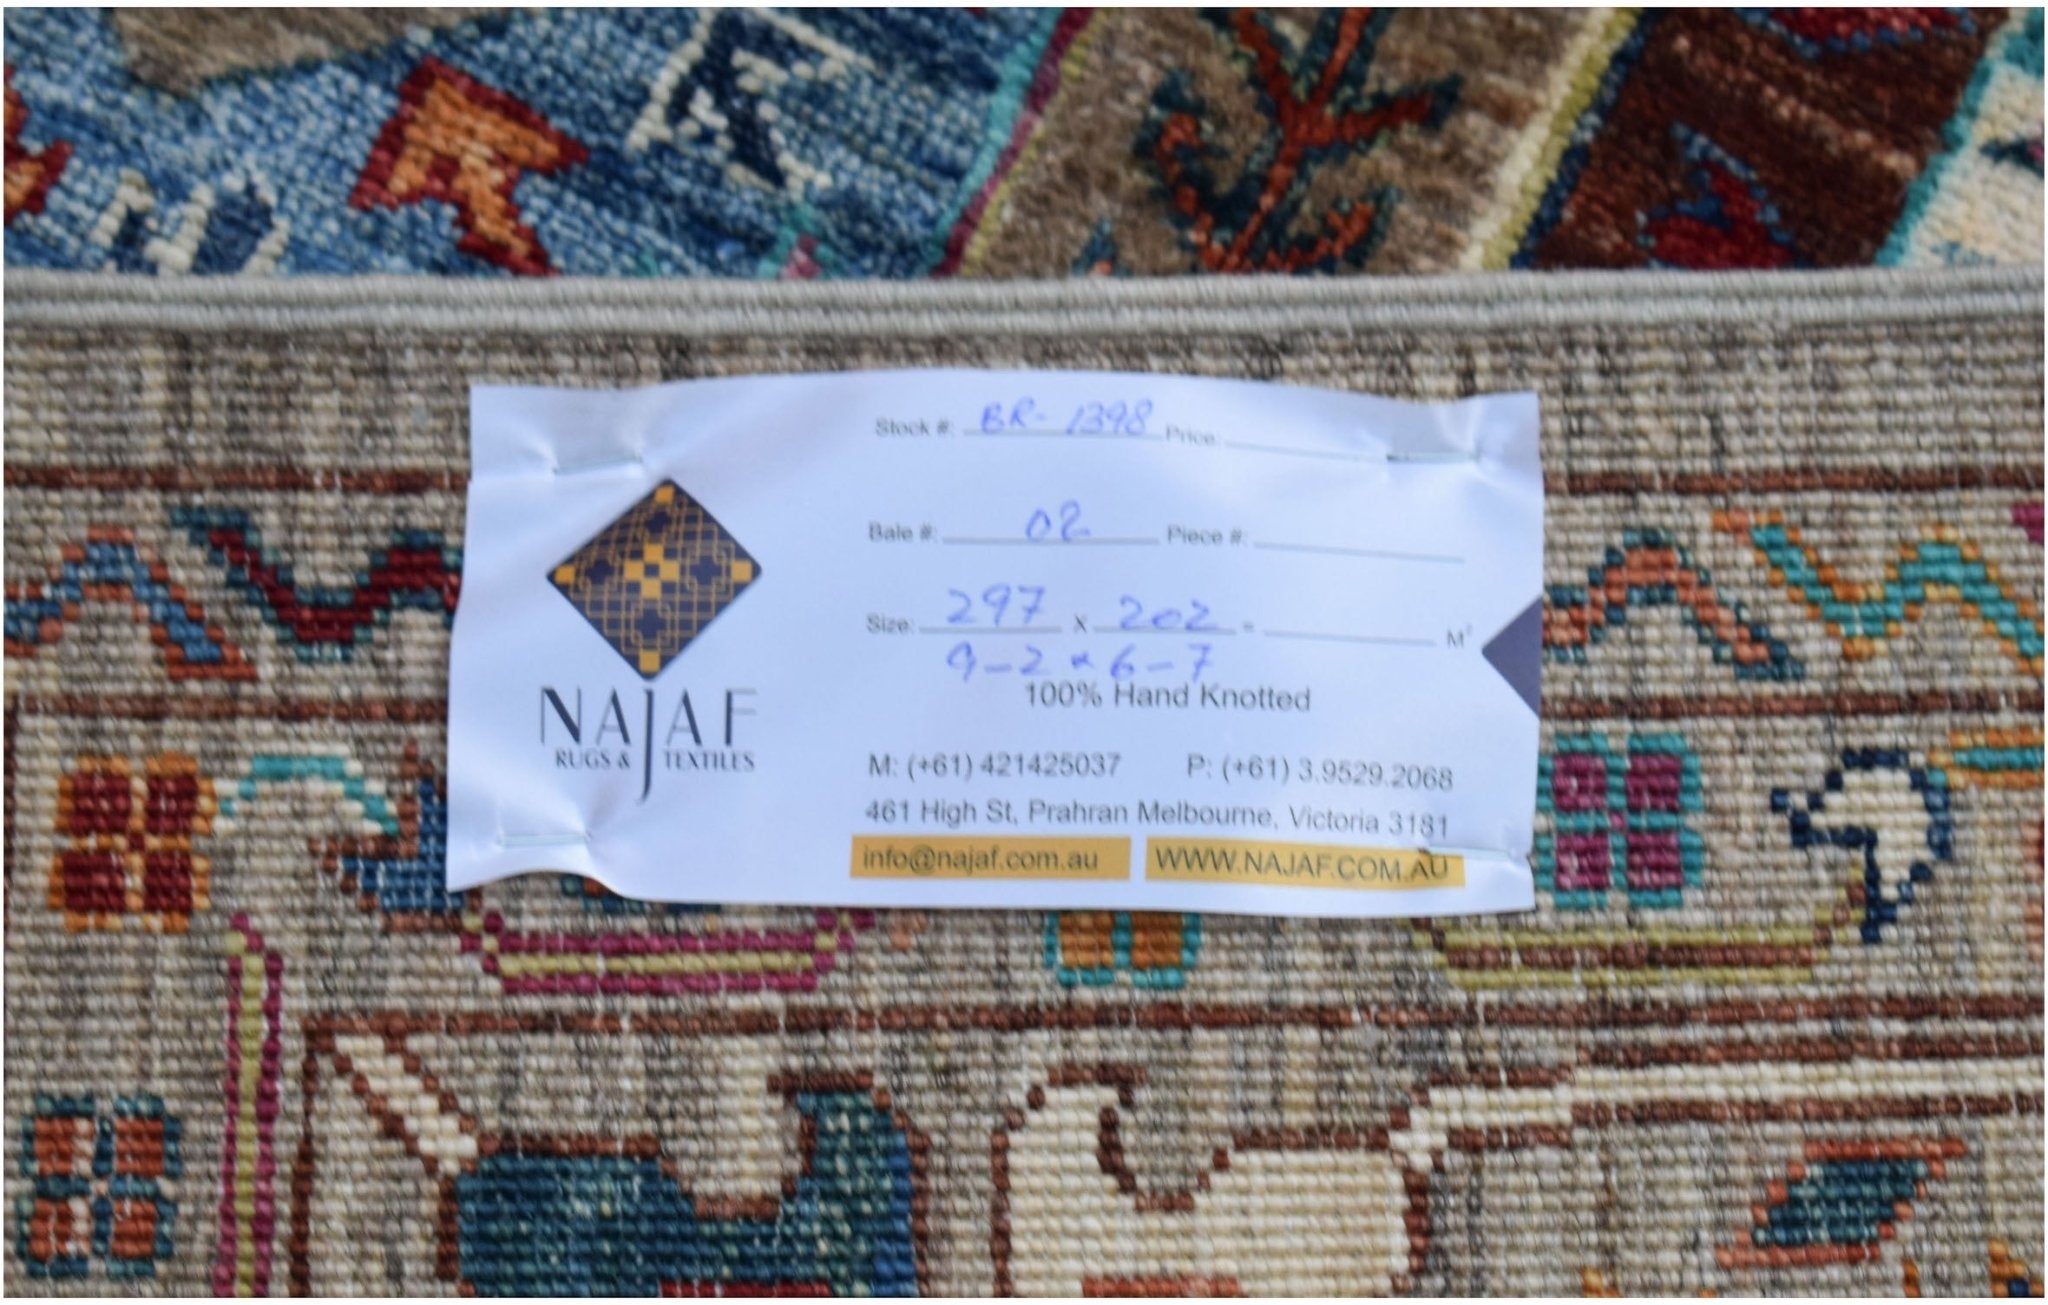 Stock #: BR- 1398 Price:
Bale #: 02 Piece #:
Size: 297 x 202 = M²
9-2 x 6-7
100% Hand Knotted
NAJAF
RUGS & TEXTILES
M: (+61) 421425037 P: (+61) 3.9529.2068
461 High St, Prahran Melbourne, Victoria 3181
info@najaf.com.au WWW.NAJAF.COM.AU